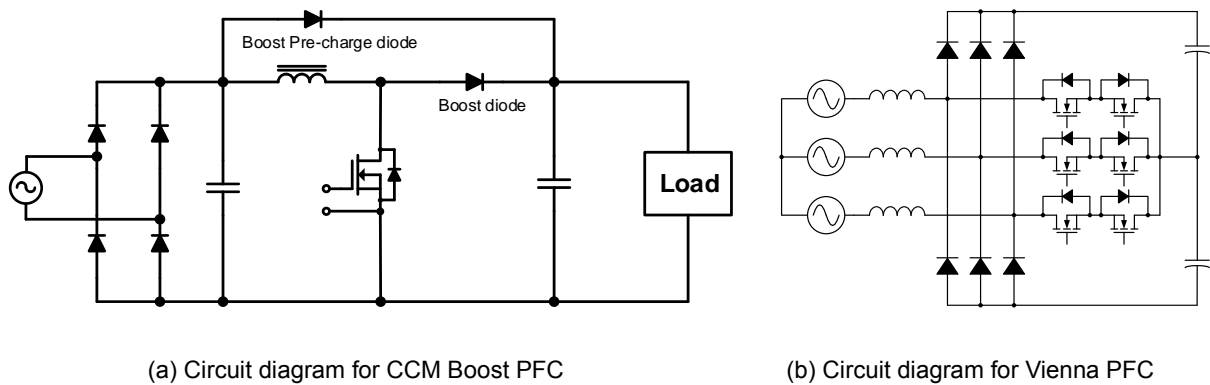 Boost Pre-charge diode
Boost diode
Load
(a) Circuit diagram for CCM Boost PFC
(b) Circuit diagram for Vienna PFC